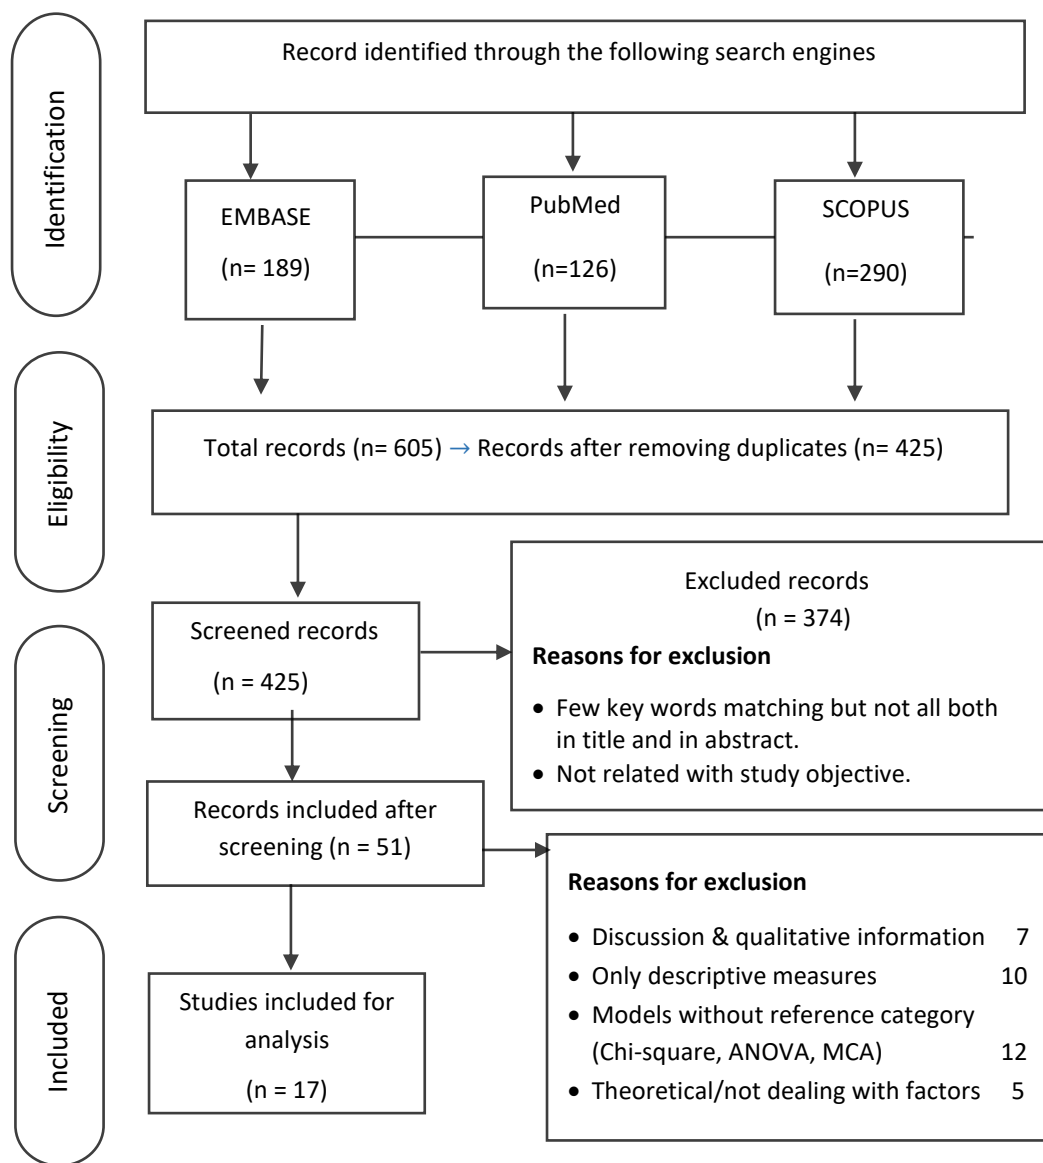 Identification
Record identified through the following search engines
EMBASE
(n= 189)
PubMed
(n=126)
SCOPUS
(n=290)
Eligibility
Total records (n= 605) → Records after removing duplicates (n= 425)
Screening
Screened records
(n = 425)
Excluded records
(n = 374)
Reasons for exclusion
• Few key words matching but not all both
in title and in abstract.
• Not related with study objective.
Records included after
screening (n = 51)
Reasons for exclusion
• Discussion & qualitative information 7
• Only descriptive measures 10
• Models without reference category
(Chi-square, ANOVA, MCA) 12
• Theoretical/not dealing with factors 5
Included
Studies included for
analysis
(n = 17)